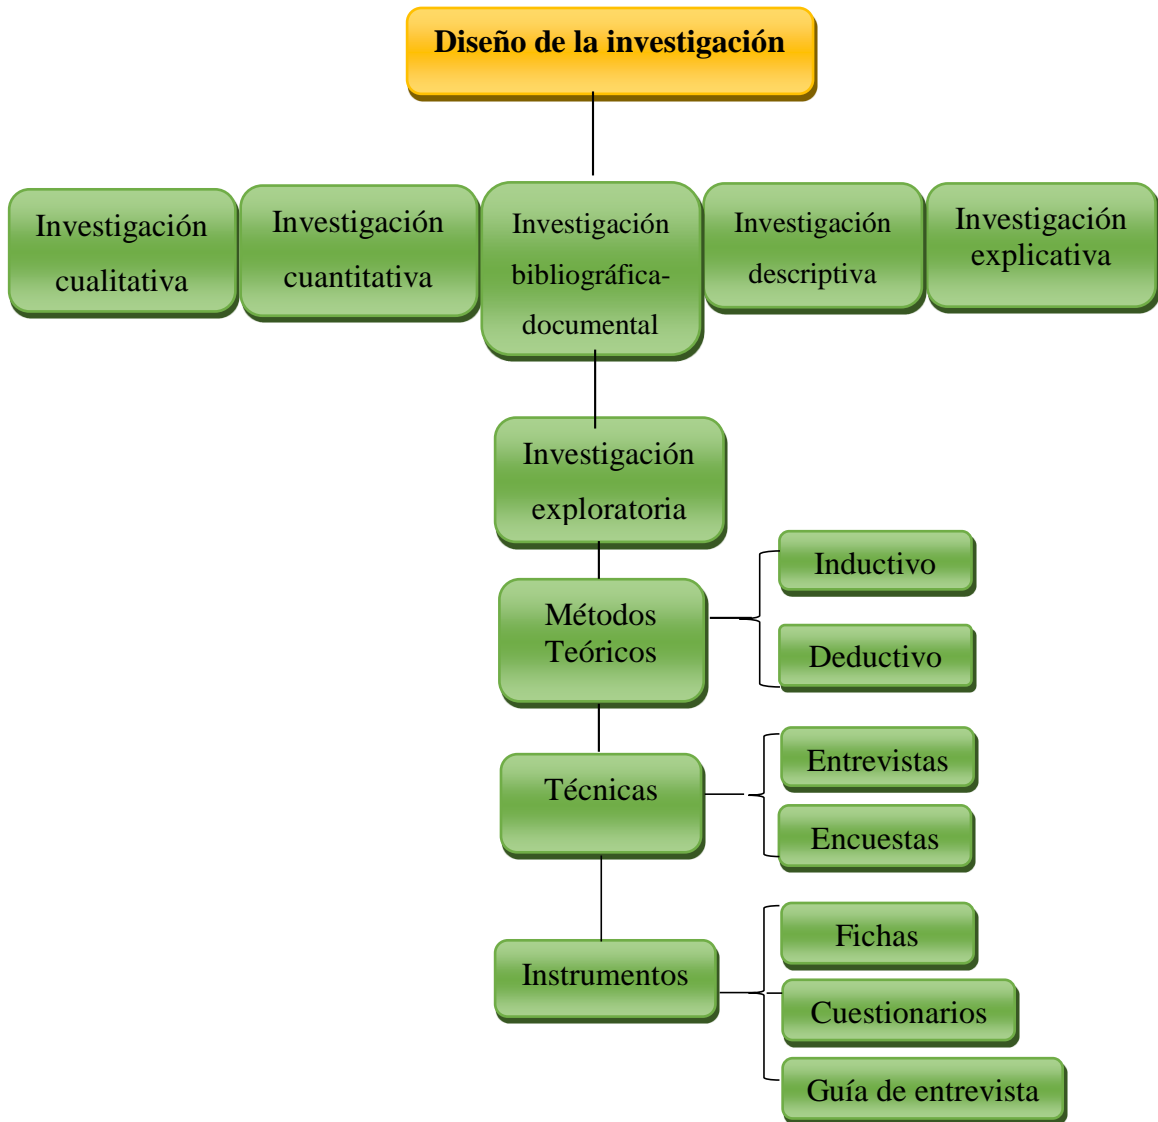 Diseño de la investigación
Investigación
cualitativa
Investigación
cuantitativa
Investigación
bibliográfica-
documental
Investigación
descriptiva
Investigación
explicativa
Investigación
exploratoria
Métodos
Teóricos
Inductivo
Deductivo
Técnicas
Entrevistas
Encuestas
Instrumentos
Fichas
Cuestionarios
Guía de entrevista